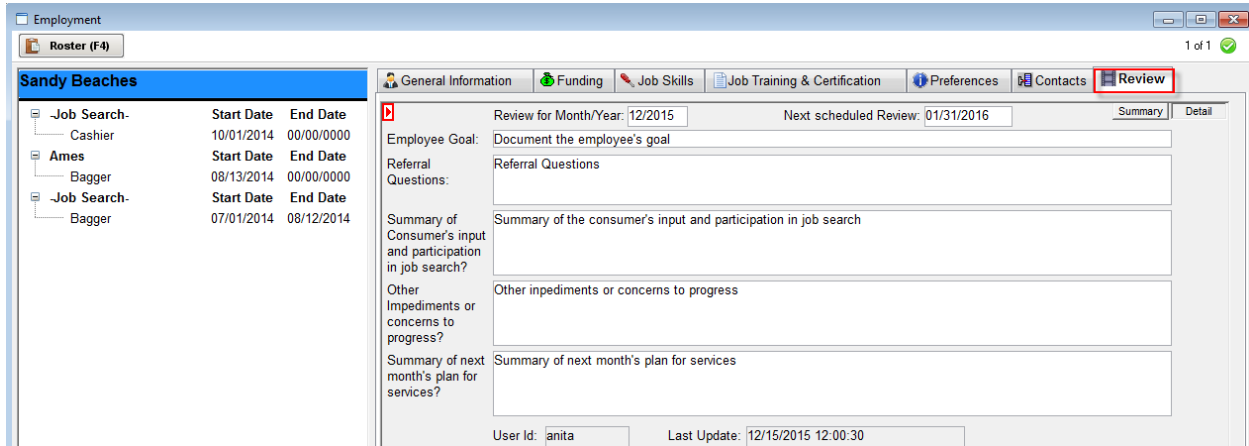 Employment
Roster (F4)
1 of 1
Sandy Beaches
-Job Search- Start Date End Date
Cashier 10/01/2014 00/00/0000
Ames Start Date End Date
Bagger 08/13/2014 00/00/0000
-Job Search- Start Date End Date
Bagger 07/01/2014 08/12/2014
General Information Funding Job Skills Job Training & Certification Preferences Contacts Review
Review for Month/Year: 12/2015 Next scheduled Review: 01/31/2016 Summary Detail
Employee Goal: Document the employee's goal
Referral Referral Questions
Questions:
Summary of Summary of the consumer's input and participation in job search
Consumer's input
and participation
in job search?
Other Other inpediments or concerns to progress
Impediments or
concerns to
progress?
Summary of next Summary of next month's plan for services
month's plan for
services?
User Id: anita Last Update: 12/15/2015 12:00:30